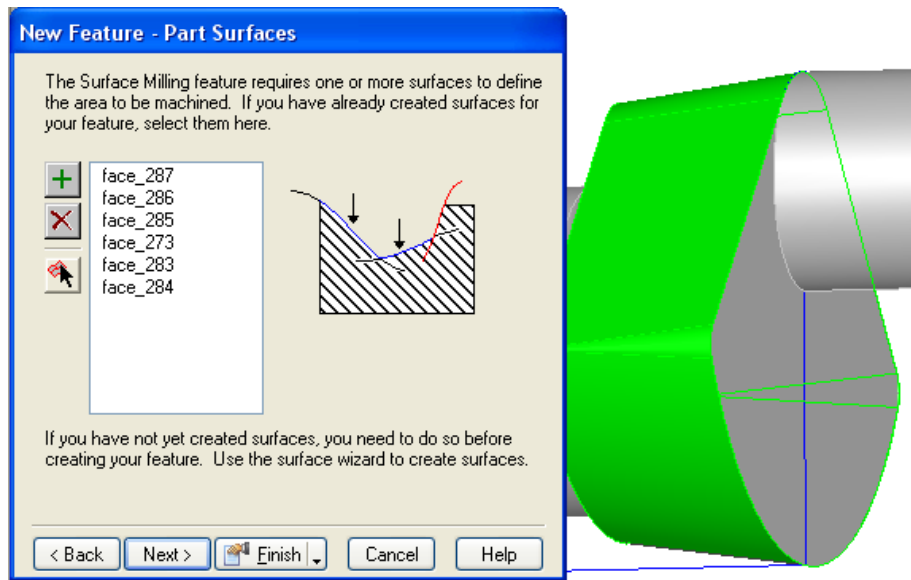 New Feature - Part Surfaces
The Surface Milling feature requires one or more surfaces to define
the area to be machined. If you have already created surfaces for
your feature, select them here.
face_287
face_286
face_285
face_273
face_283
face_284
If you have not yet created surfaces, you need to do so before
creating your feature. Use the surface wizard to create surfaces.
< Back Next > Finish Cancel Help